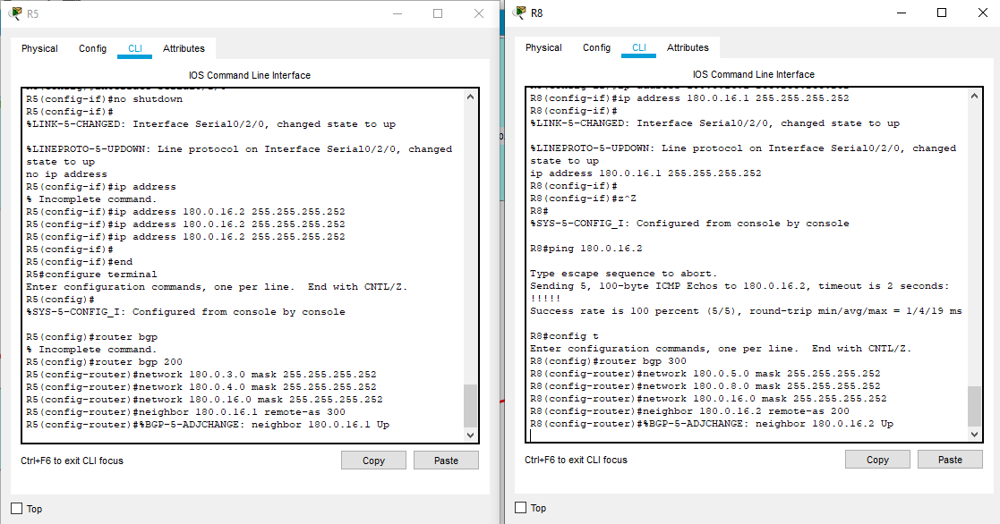 R5
Physical Config CLI Attributes
IOS Command Line Interface
R5(config-if)#no shutdown
R5(config-if)#
%LINK-5-CHANGED: Interface Serial0/2/0, changed state to up
%LINEPROTO-5-UPDOWN: Line protocol on Interface Serial0/2/0, changed
state to up
no ip address
R5(config-if)#ip address
% Incomplete command.
R5(config-if)#ip address 180.0.16.2 255.255.255.252
R5(config-if)#ip address 180.0.16.2 255.255.255.252
R5(config-if)#ip address 180.0.16.2 255.255.255.252
R5(config-if)#
R5(config-if)#end
R5#configure terminal
Enter configuration commands, one per line.  End with CNTL/Z.
R5(config)#
%SYS-5-CONFIG_I: Configured from console by console
R5(config)#router bgp
% Incomplete command.
R5(config)#router bgp 200
R5(config-router)#network 180.0.3.0 mask 255.255.255.252
R5(config-router)#network 180.0.4.0 mask 255.255.255.252
R5(config-router)#network 180.0.16.0 mask 255.255.255.252
R5(config-router)#neighbor 180.0.16.1 remote-as 300
R5(config-router)#%BGP-5-ADJCHANGE: neighbor 180.0.16.1 Up
Ctrl+F6 to exit CLI focus
Copy
Paste
Top
R8
Physical Config CLI Attributes
IOS Command Line Interface
R8(config-if)#ip address 180.0.16.1 255.255.255.252
R8(config-if)#
%LINK-5-CHANGED: Interface Serial0/2/0, changed state to up
%LINEPROTO-5-UPDOWN: Line protocol on Interface Serial0/2/0, changed
state to up
ip address 180.0.16.1 255.255.255.252
R8(config-if)#
R8(config-if)#z^Z
R8#
%SYS-5-CONFIG_I: Configured from console by console
R8#ping 180.0.16.2
Type escape sequence to abort.
Sending 5, 100-byte ICMP Echos to 180.0.16.2, timeout is 2 seconds:
!!!!!
Success rate is 100 percent (5/5), round-trip min/avg/max = 1/4/19 ms
R8#config t
Enter configuration commands, one per line.  End with CNTL/Z.
R8(config)#router bgp 300
R8(config-router)#network 180.0.5.0 mask 255.255.255.252
R8(config-router)#network 180.0.8.0 mask 255.255.255.252
R8(config-router)#network 180.0.16.0 mask 255.255.255.252
R8(config-router)#neighbor 180.0.16.2 remote-as 200
R8(config-router)#%BGP-5-ADJCHANGE: neighbor 180.0.16.2 Up
Ctrl+F6 to exit CLI focus
Copy
Paste
Top